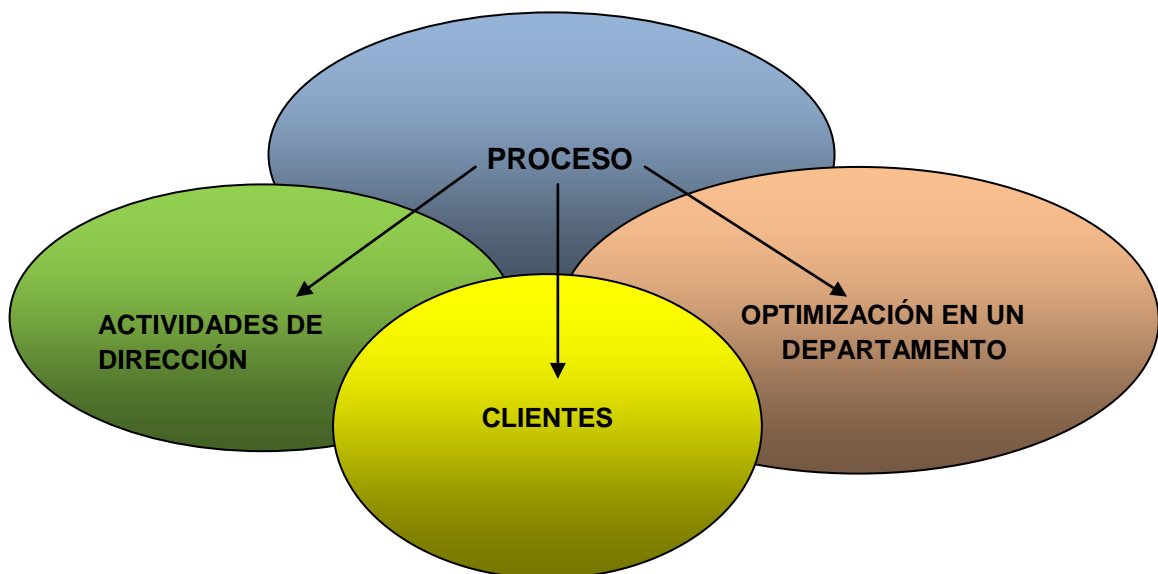 PROCESO
ACTIVIDADES DE
DIRECCIÓN
OPTIMIZACIÓN EN UN
DEPARTAMENTO
CLIENTES